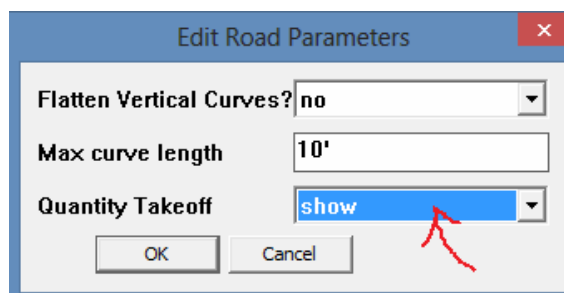 Edit Road Parameters
Flatten Vertical Curves? no
Max curve length 10'
Quantity Takeoff show
OK Cancel